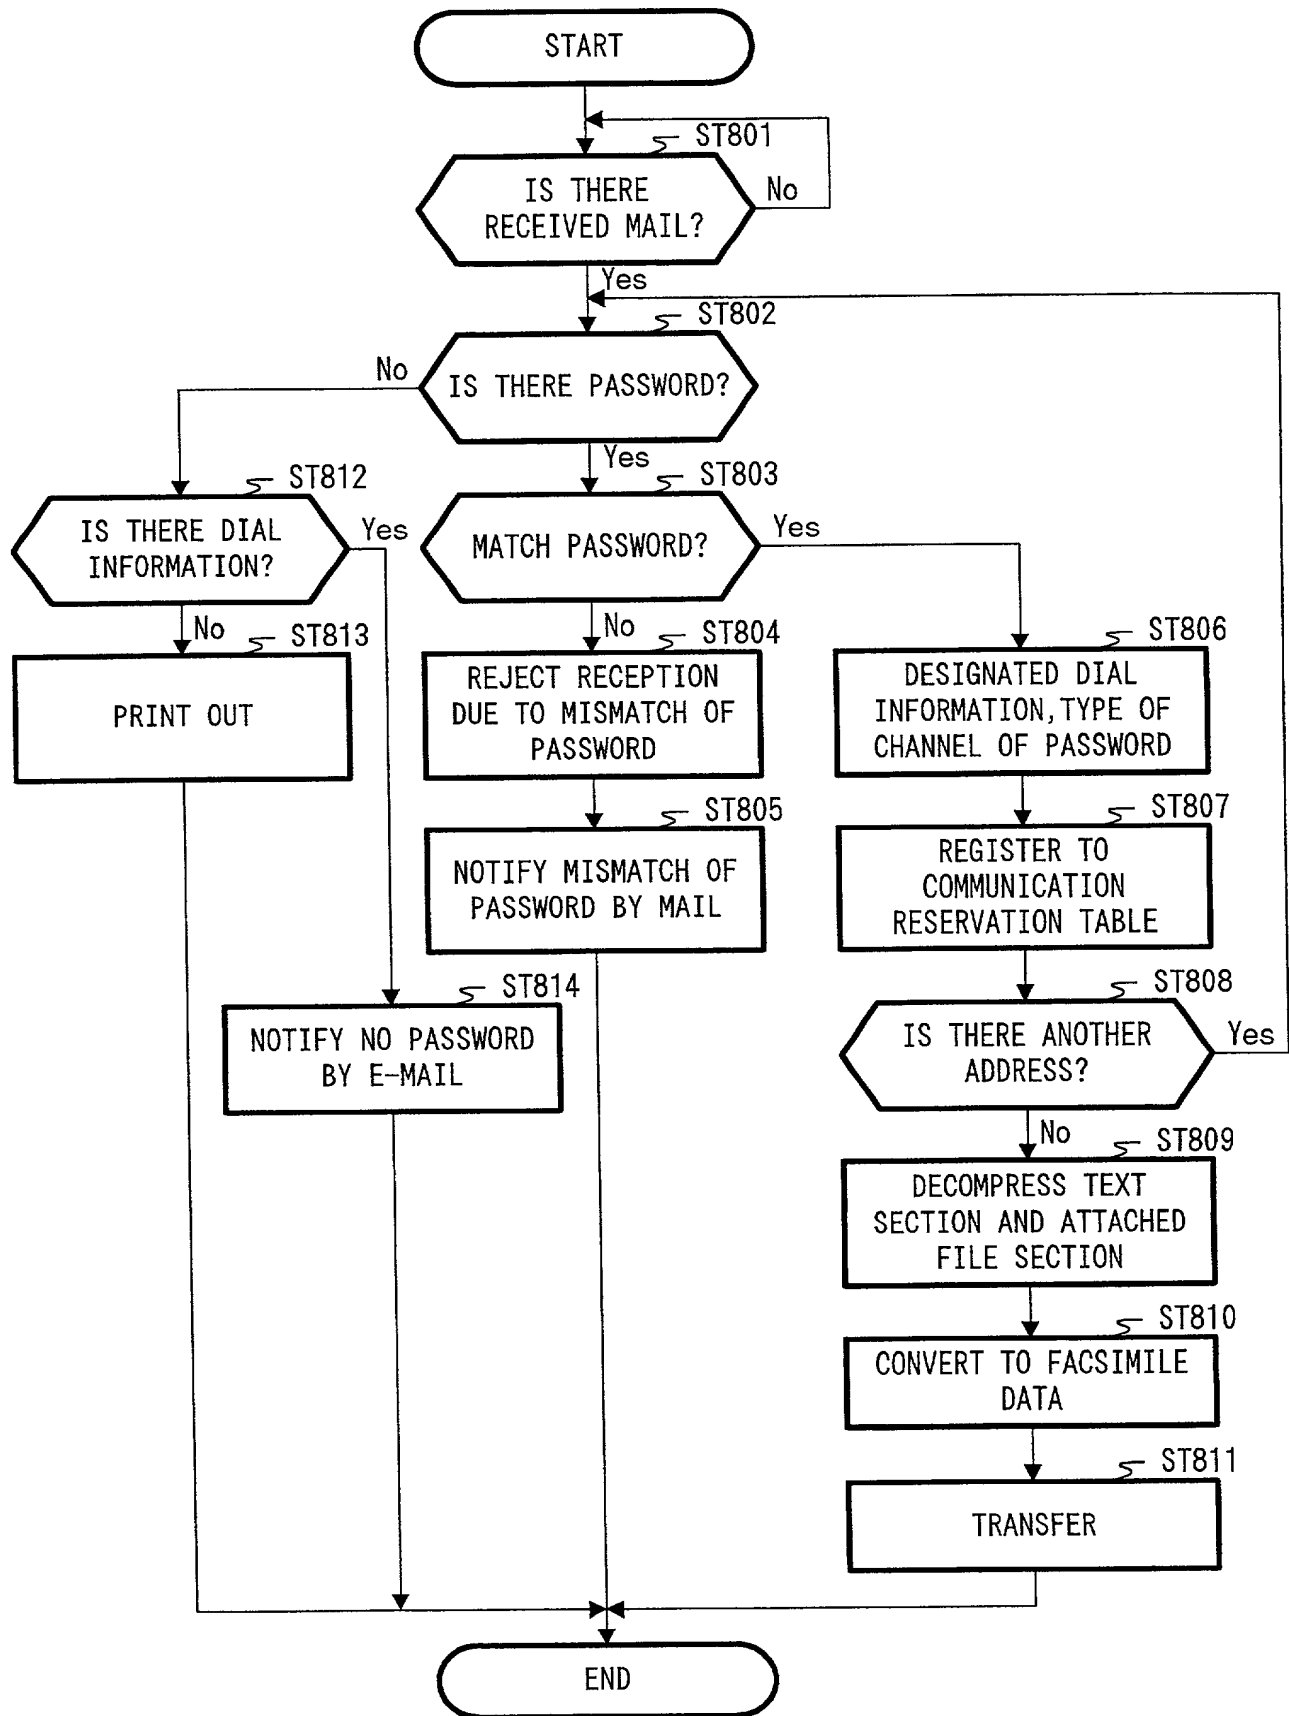 START
ST801
IS THERE
RECEIVED MAIL?
No
Yes
ST802
IS THERE PASSWORD?
No
Yes
ST812
IS THERE DIAL
INFORMATION?
Yes
No
ST803
MATCH PASSWORD?
Yes
No
ST813
PRINT OUT
ST804
REJECT RECEPTION
DUE TO MISMATCH OF
PASSWORD
ST806
DESIGNATED DIAL
INFORMATION,TYPE OF
CHANNEL OF PASSWORD
ST805
NOTIFY MISMATCH OF
PASSWORD BY MAIL
ST807
REGISTER TO
COMMUNICATION
RESERVATION TABLE
ST814
NOTIFY NO PASSWORD
BY E-MAIL
ST808
IS THERE ANOTHER
ADDRESS?
Yes
No
ST809
DECOMPRESS TEXT
SECTION AND ATTACHED
FILE SECTION
ST810
CONVERT TO FACSIMILE
DATA
ST811
TRANSFER
END